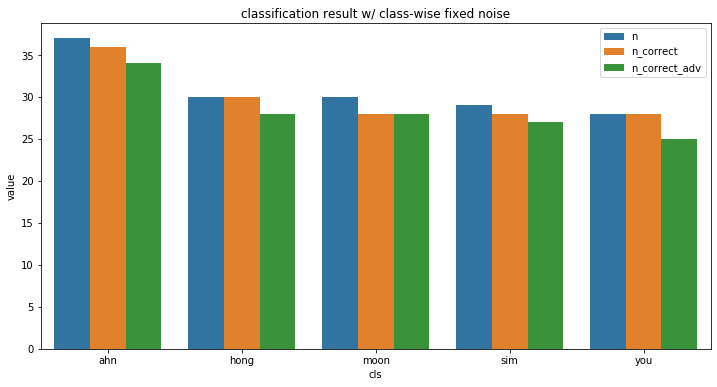 classification result w/ class-wise fixed noise
n
n_correct
n_correct_adv
value
35
30
25
20
15
10
5
0
ahn hong moon sim you
cls